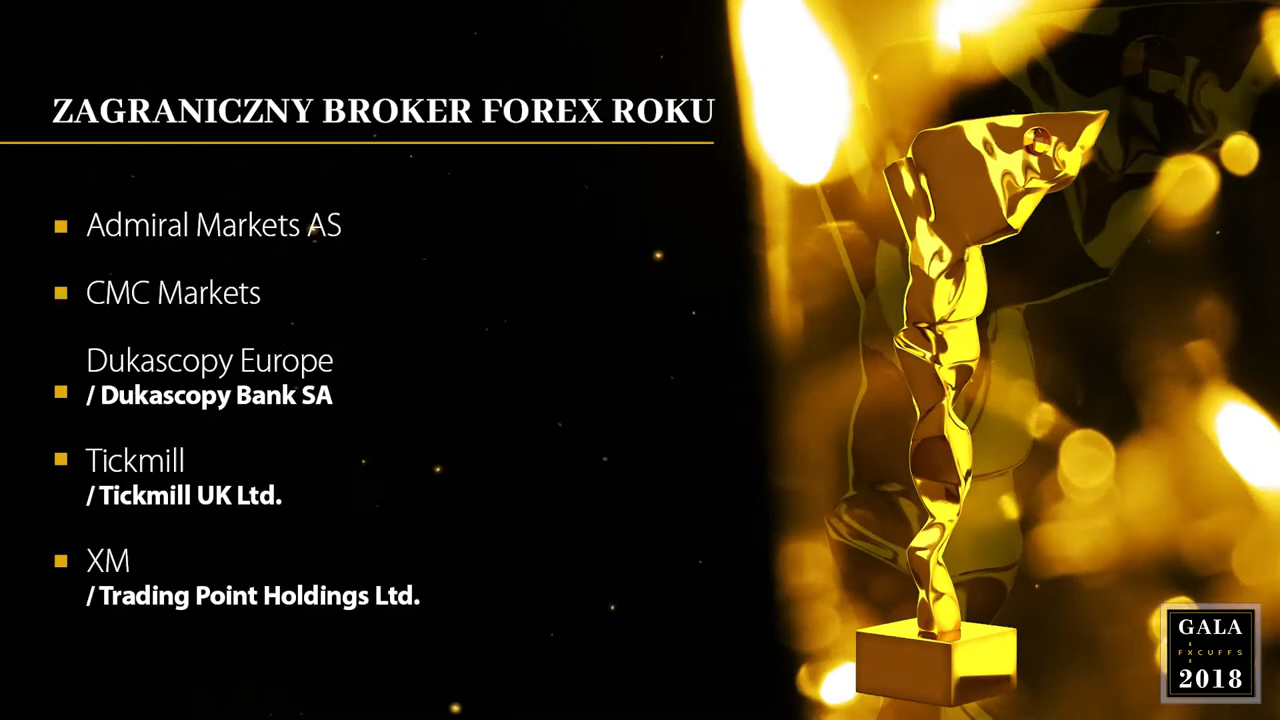 ZAGRANICZNY BROKER FOREX ROKU
Admiral Markets AS
CMC Markets
Dukascopy Europe
/ Dukascopy Bank SA
Tickmill
/ Tickmill UK Ltd.
XM
/ Trading Point Holdings Ltd.
GALA
FXCUFFS
2018